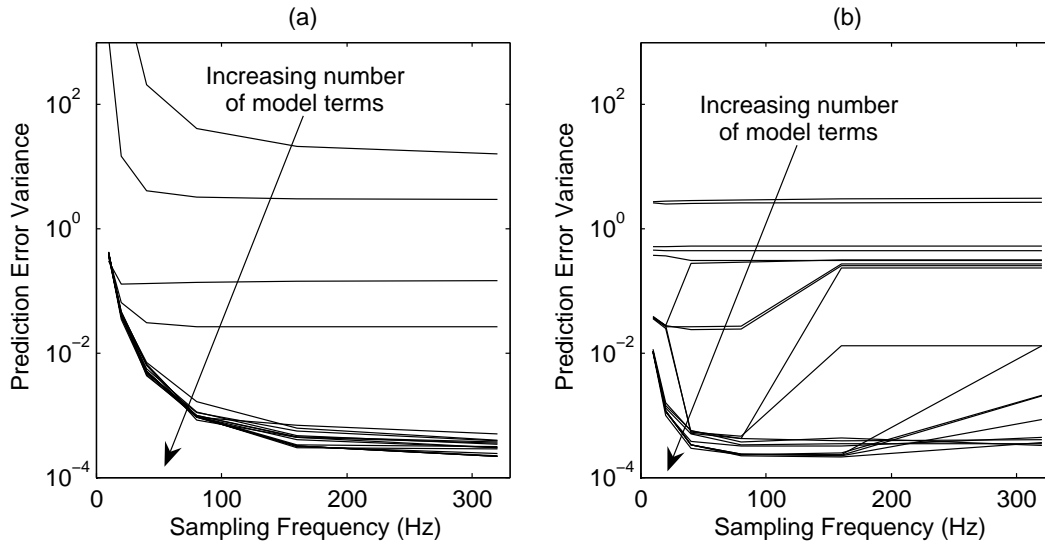 (a)
Prediction Error Variance
10^2
10^0
10^-2
10^-4
Increasing number
of model terms
0 100 200 300
Sampling Frequency (Hz)
(b)
Prediction Error Variance
10^2
10^0
10^-2
10^-4
Increasing number
of model terms
0 100 200 300
Sampling Frequency (Hz)